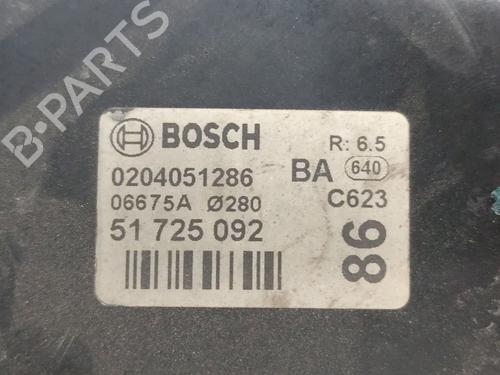 B-PARTS
BOSCH
R: 6.5
0204051286
BA 640
06675A Ø280
C623
51 725 092
86